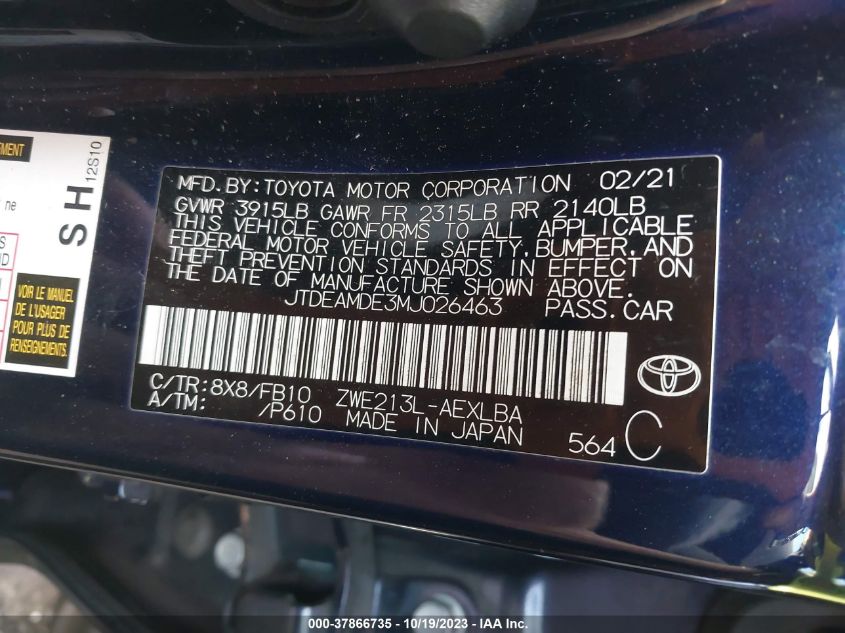 EMENT
ne
S H
12S10
S
ND
VOIR LE MANUEL
DE L'USAGER
POUR PLUS DE
RENSEIGNEMENTS.
MFD.BY:TOYOTA MOTOR CORPORATION 02/21
GVWR 3915LB GAWR FR 2315LB RR 2140LB
THIS VEHICLE CONFORMS TO ALL APPLICABLE
FEDERAL MOTOR VEHICLE SAFETY,BUMPER,AND
THEFT PREVENTION STANDARDS IN EFFECT ON
THE DATE OF MANUFACTURE SHOWN ABOVE.
JTDEAMDE3MJ026463 PASS.CAR
C/TR:8X8/FB10 ZWE213L-AEXLBA
A/TM: /P610 MADE IN JAPAN 564 C
000-37866735 - 10/19/2023 - IAA Inc.